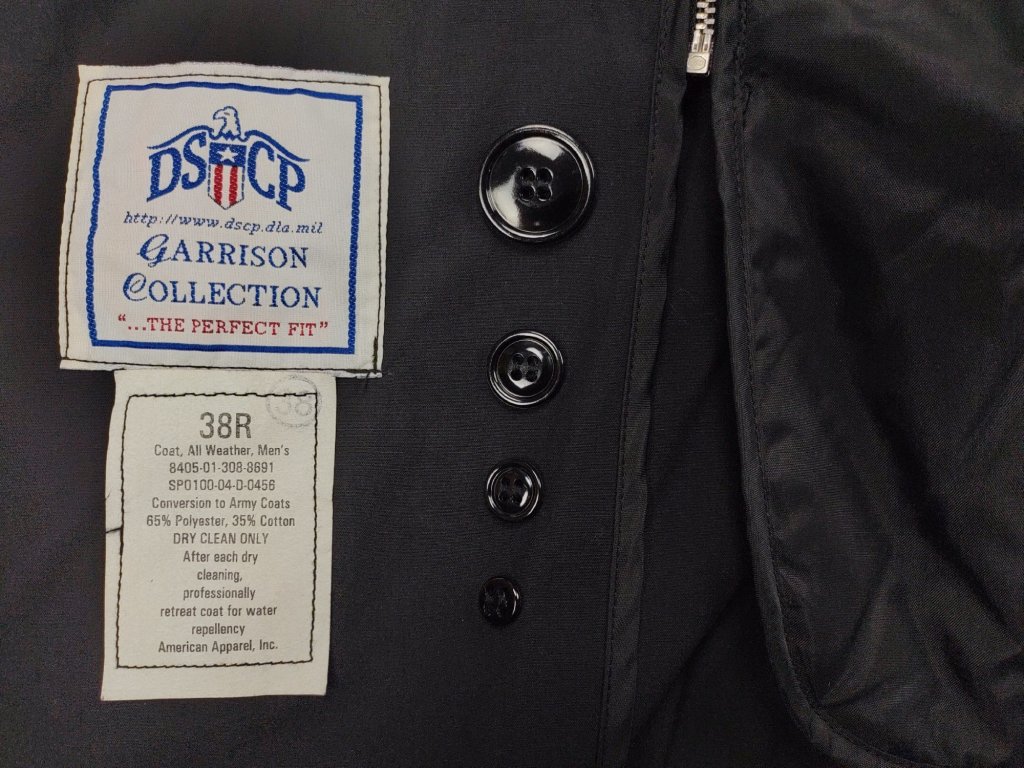 DSCP
http://www.dscp.dla.mil
GARRISON
COLLECTION
"...THE PERFECT FIT"
38
38R
Coat, All Weather, Men's
8405-01-308-8691
SP0100-04-D-0456
Conversion to Army Coats
65% Polyester, 35% Cotton
DRY CLEAN ONLY
After each dry
cleaning,
professionally
retreat coat for water
repellency
American Apparel, Inc.